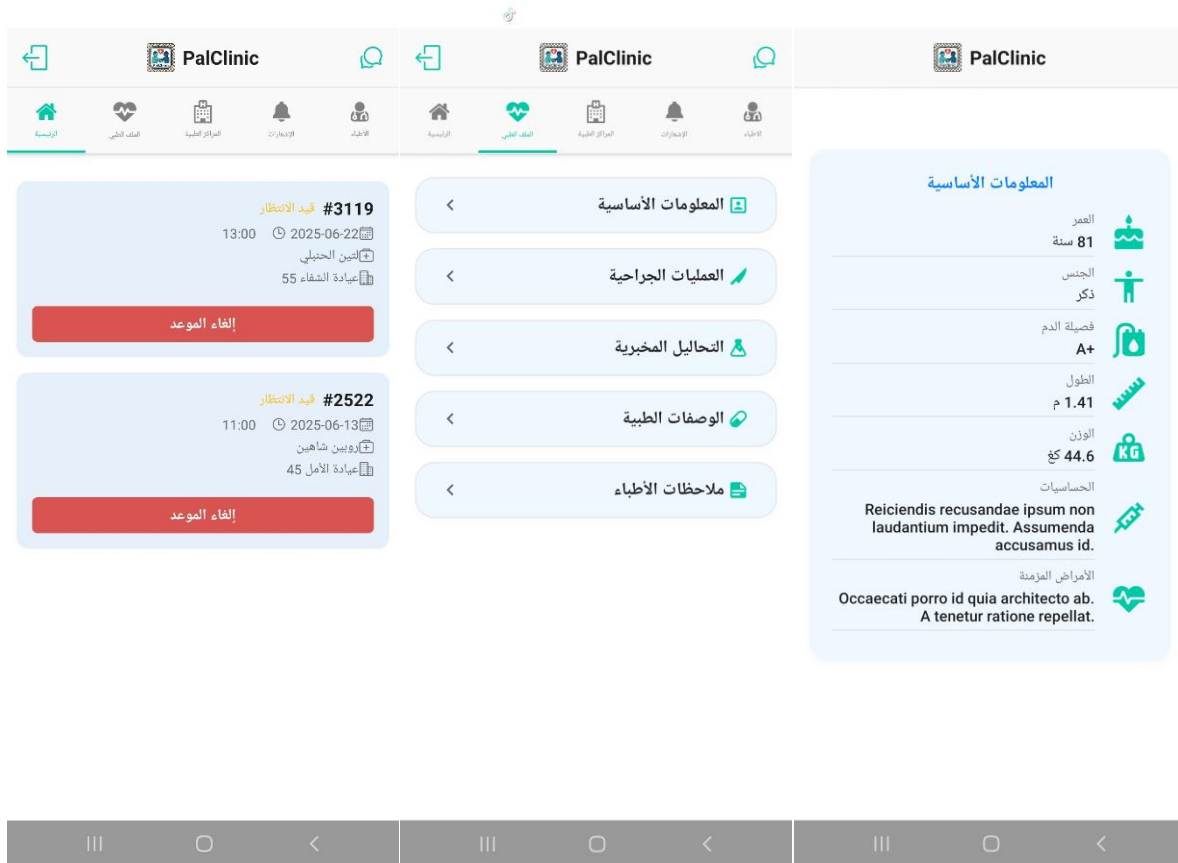 PalClinic
الرئيسية
الملف الطبي
المراكز الطبية
الإشعارات
الاطباء
#3119 قيد الانتظار
2025-06-22 13:00
لتين الحنبلي
عيادة الشفاء 55
إلغاء الموعد
#2522 قيد الانتظار
2025-06-13 11:00
روبين شاهين
عيادة الأمل 45
إلغاء الموعد
PalClinic
الرئيسية
الملف الطبي
المراكز الطبية
الإشعارات
الاطباء
المعلومات الأساسية
العمليات الجراحية
التحاليل المخبرية
الوصفات الطبية
ملاحظات الأطباء
PalClinic
المعلومات الأساسية
العمر
81 سنة
الجنس
ذكر
فصيلة الدم
A+
الطول
1.41 م
الوزن
44.6 كغ
KG
الحساسيات
Reiciendis recusandae ipsum non
laudantium impedit. Assumenda
accusamus id.
الأمراض المزمنة
Occaecati porro id quia architecto ab.
A tenetur ratione repellat.